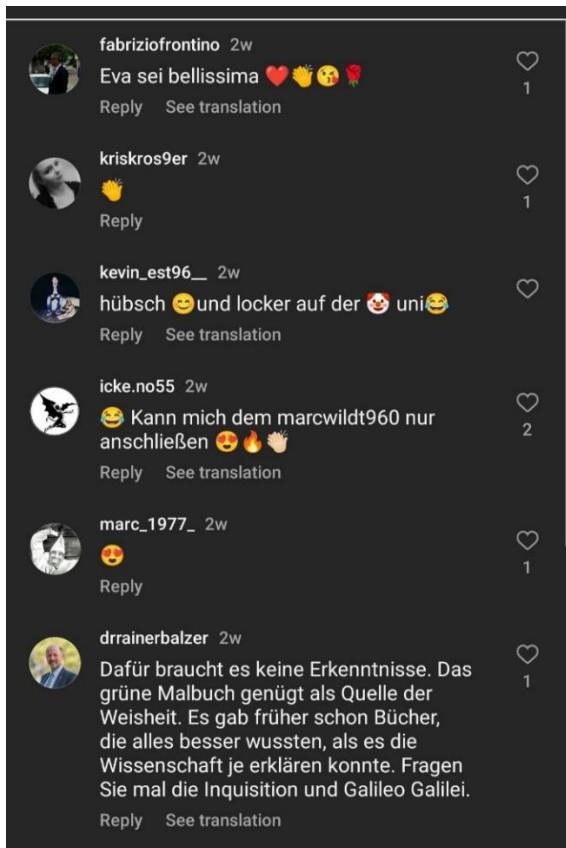 fabriziofrontino 2w
Eva sei bellissima ❤️👏😘🌹
1
Reply See translation
kriskros9er 2w
👏
1
Reply
kevin_est96__ 2w
hübsch 😊und locker auf der 🤡 uni😂
Reply See translation
icke.no55 2w
😂 Kann mich dem marcwildt960 nur
anschließen 😍🔥👏🏻
2
Reply See translation
marc_1977_ 2w
😍
1
Reply
drrainerbalzer 2w
Dafür braucht es keine Erkenntnisse. Das
1
grüne Malbuch genügt als Quelle der
Weisheit. Es gab früher schon Bücher,
die alles besser wussten, als es die
Wissenschaft je erklären konnte. Fragen
Sie mal die Inquisition und Galileo Galilei.
Reply See translation